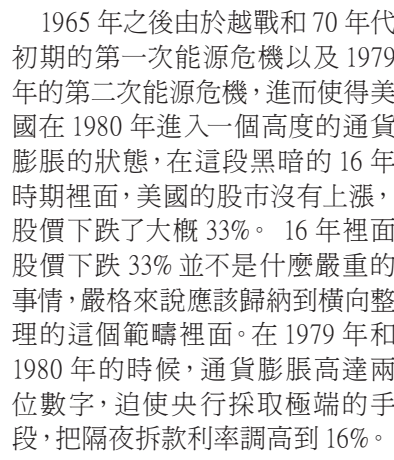 1965 年之後由於越戰和 70 年代
初期的第一次能源危機以及 1979
年的第二次能源危機，進而使得美
國在 1980 年進入一個高度的通貨
膨脹的狀態，在這段黑暗的 16 年
時期裡面，美國的股市沒有上漲，
股價下跌了大概 33%。 16 年裡面
股價下跌 33% 並不是什麼嚴重的
事情，嚴格來說應該歸納到橫向整
理的這個範疇裡面。在 1979 年和
1980 年的時候，通貨膨脹高達兩
位數字，迫使央行採取極端的手
段，把隔夜拆款利率調高到 16%。